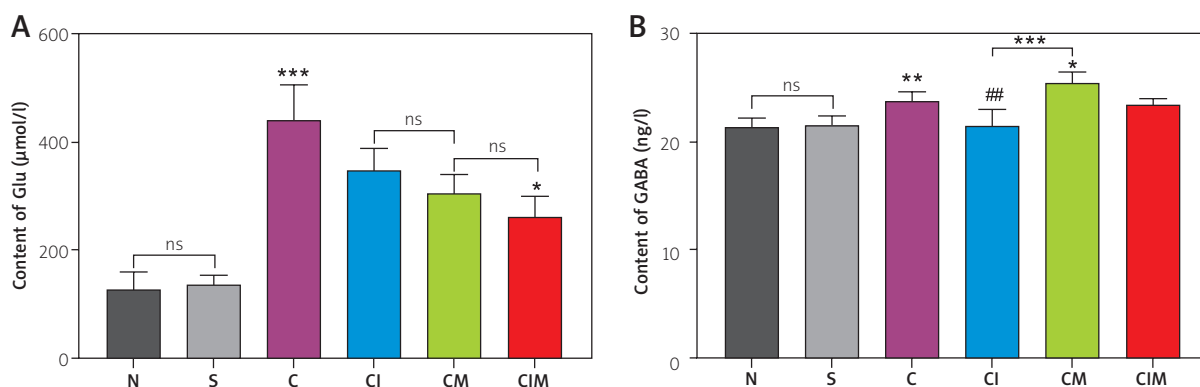 A
Content of Glu (μmol/l)
600
400
200
0
ns
***
ns
ns
*
N S C CI CM CIM
B
Content of GABA (ng/l)
30
20
10
0
ns
**
##
***
*
N S C CI CM CIM